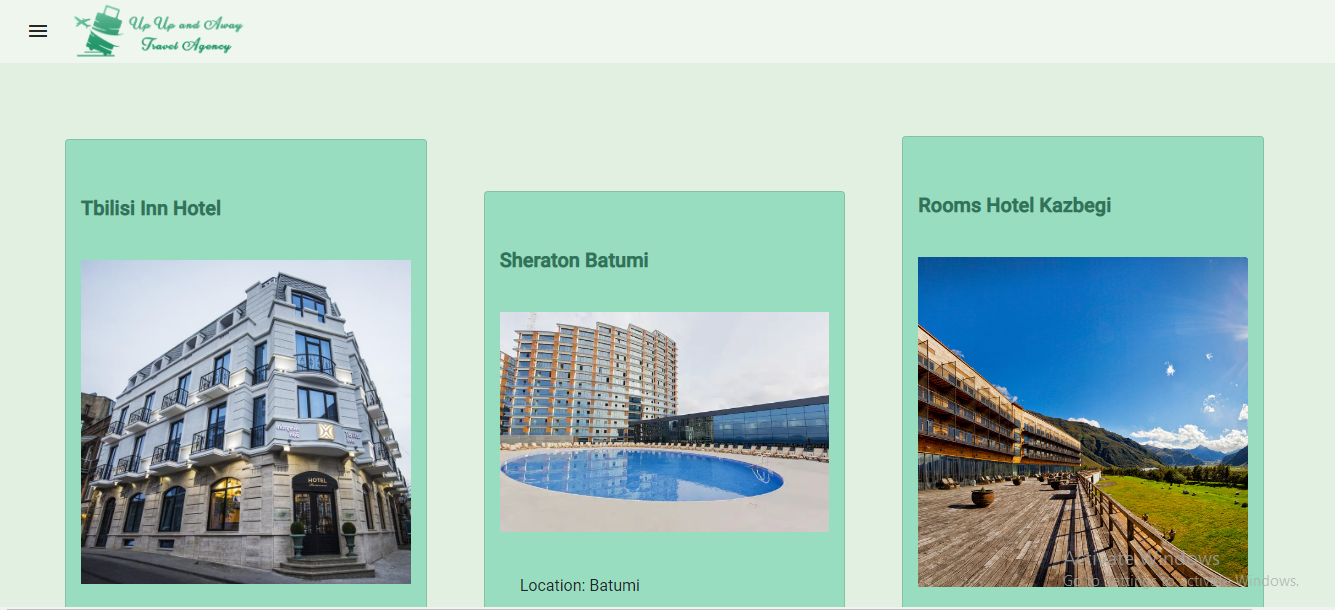 Up Up and Away
Travel Agency
Tbilisi Inn Hotel
Sheraton Batumi
Rooms Hotel Kazbegi
HOTEL
Location: Batumi
Activate Windows
Go to Settings to activate Windows.